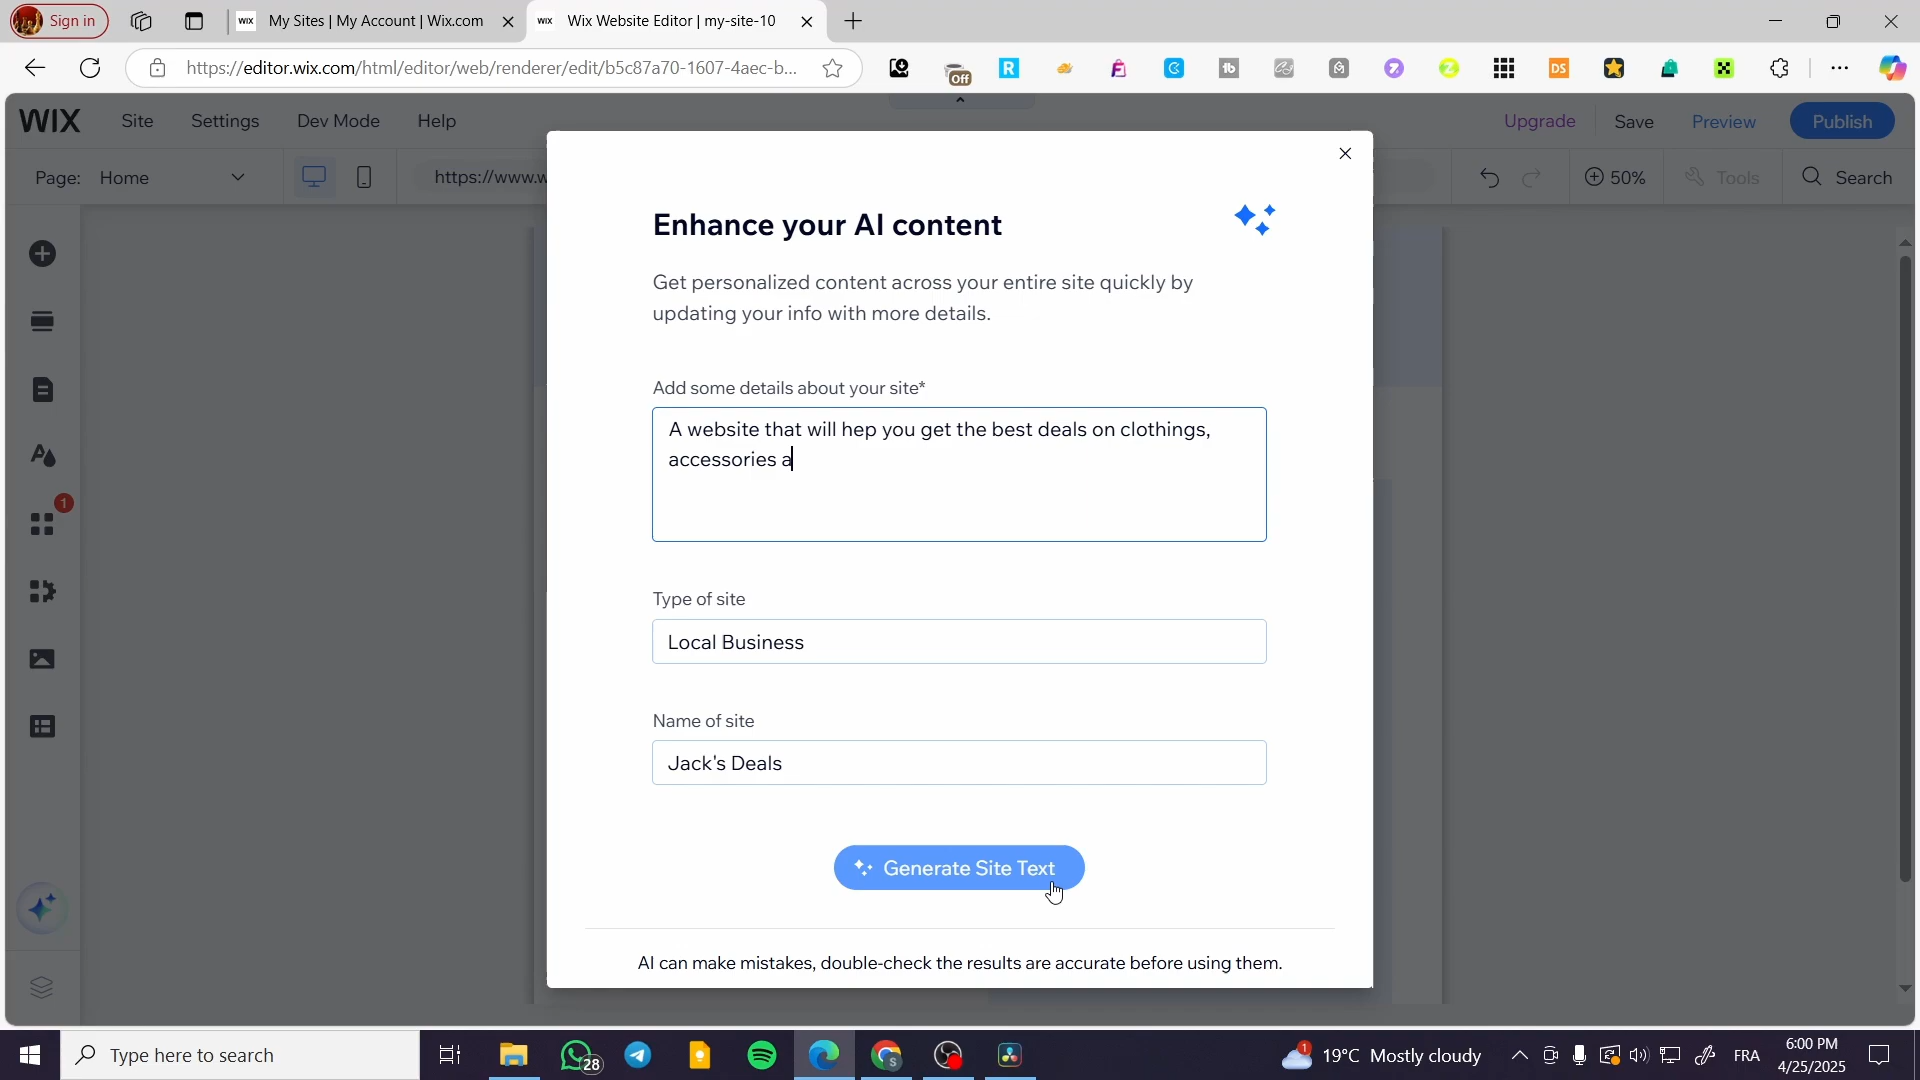 Sign in
My Sites | My Account | Wix.com
Wix Website Editor | my-site-10
https://editor.wix.com/html/editor/web/renderer/edit/b5c87a70-1607-4aec-b...
Off
WIX
Site
Settings
Dev Mode
Help
Upgrade
Save
Preview
Publish
Page: Home
https://www.w
50%
Tools
Search
1
Enhance your AI content
Get personalized content across your entire site quickly by
updating your info with more details.
Add some details about your site*
A website that will hep you get the best deals on clothings,
accessories a
Type of site
Local Business
Name of site
Jack's Deals
Generate Site Text
AI can make mistakes, double-check the results are accurate before using them.
Type here to search
28
1
19°C Mostly cloudy
FRA
6:00 PM
4/25/2025